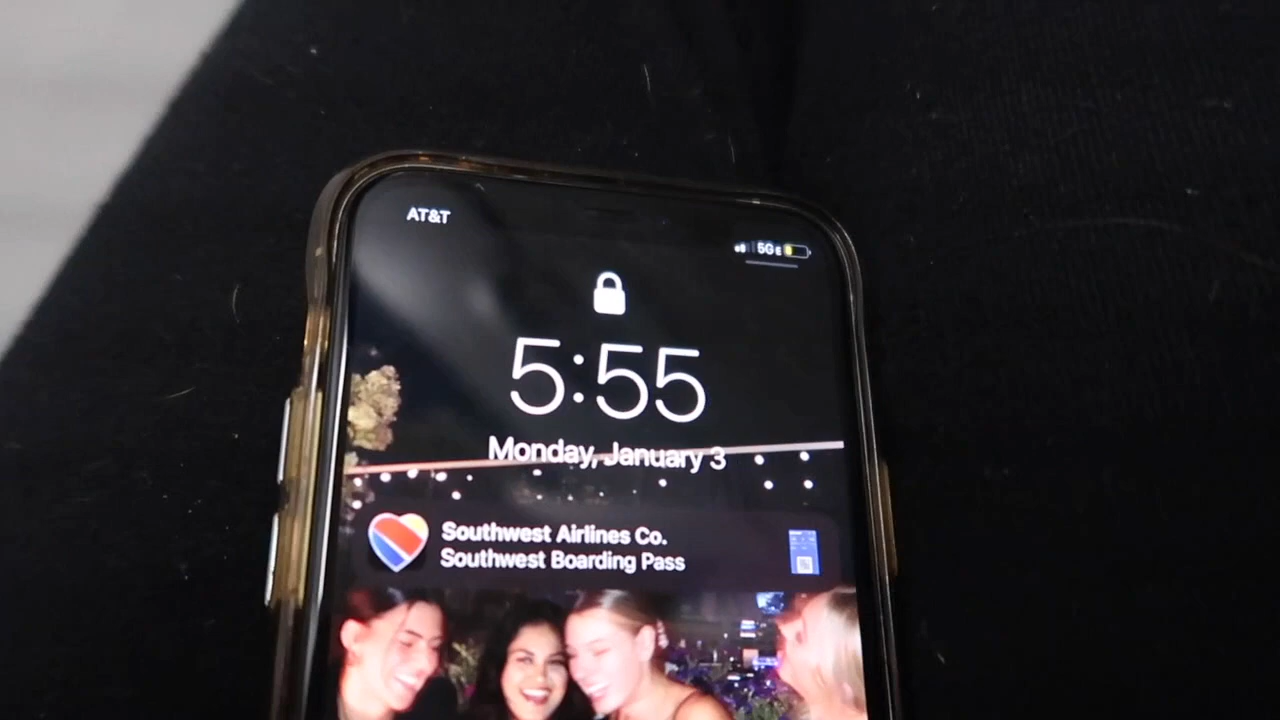 AT&T
5G E
5:55
Monday, January 3
Southwest Airlines Co.
Southwest Boarding Pass